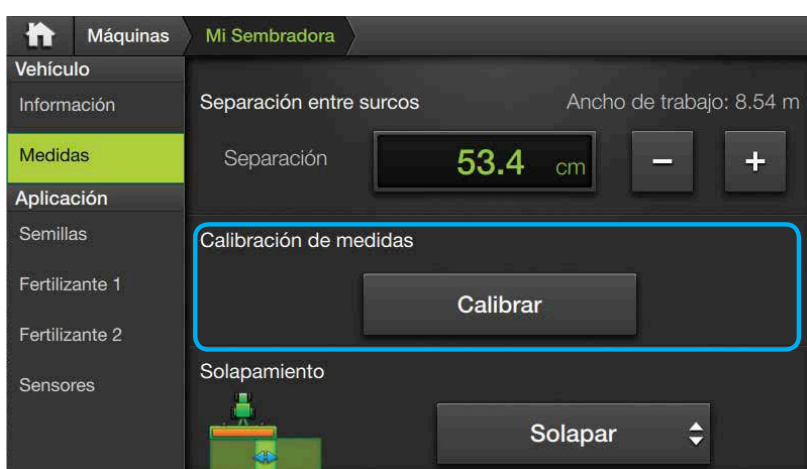 Máquinas
Mi Sembradora
Vehículo
Información
Medidas
Aplicación
Semillas
Fertilizante 1
Fertilizante 2
Sensores
Separación entre surcos
Ancho de trabajo: 8.54 m
Separación
53.4 cm
−
+
Calibración de medidas
Calibrar
Solapamiento
Solapar